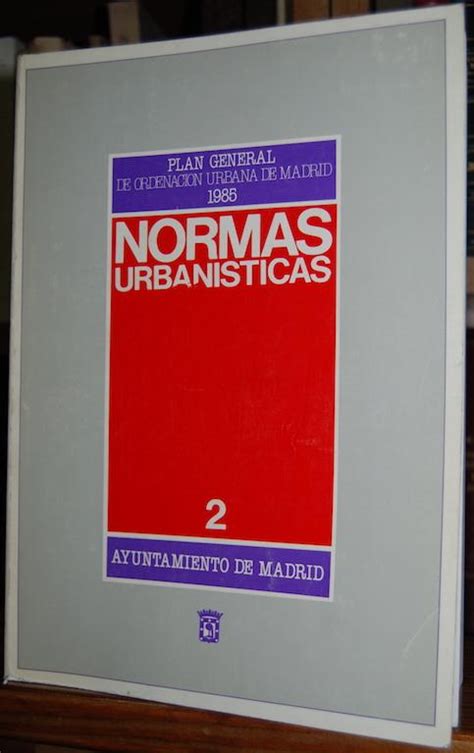 PLAN GENERAL
DE ORDENACION URBANA DE MADRID
1985
NORMAS
URBANISTICAS
2
AYUNTAMIENTO DE MADRID